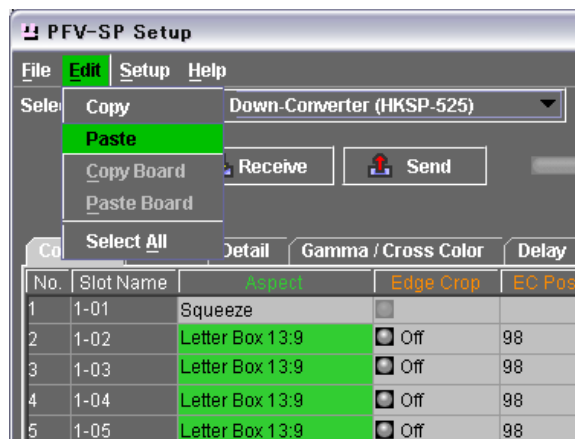 PFV-SP Setup
File Edit Setup Help
Down-Converter (HKSP-525)
Copy
Paste
Copy Board
Paste Board
Select All
Receive Send
Detail Gamma / Cross Color Delay
No. Slot Name Aspect Edge Crop EC Pos
1 1-01 Squeeze
2 1-02 Letter Box 13:9 Off 98
3 1-03 Letter Box 13:9 Off 98
4 1-04 Letter Box 13:9 Off 98
5 1-05 Letter Box 13:9 Off 98